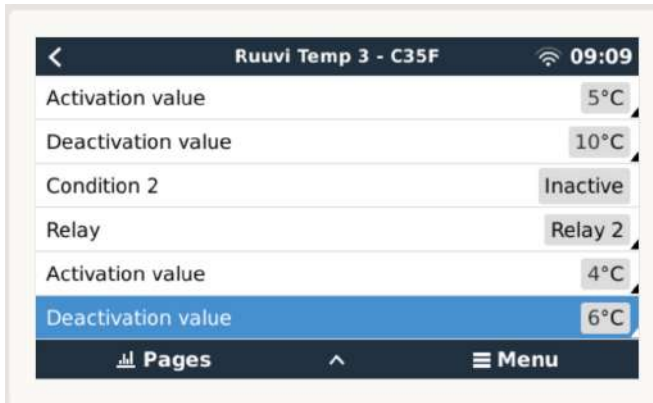 Ruuvi Temp 3 - C35F 09:09
Activation value 5°C
Deactivation value 10°C
Condition 2 Inactive
Relay Relay 2
Activation value 4°C
Deactivation value 6°C
Pages Menu